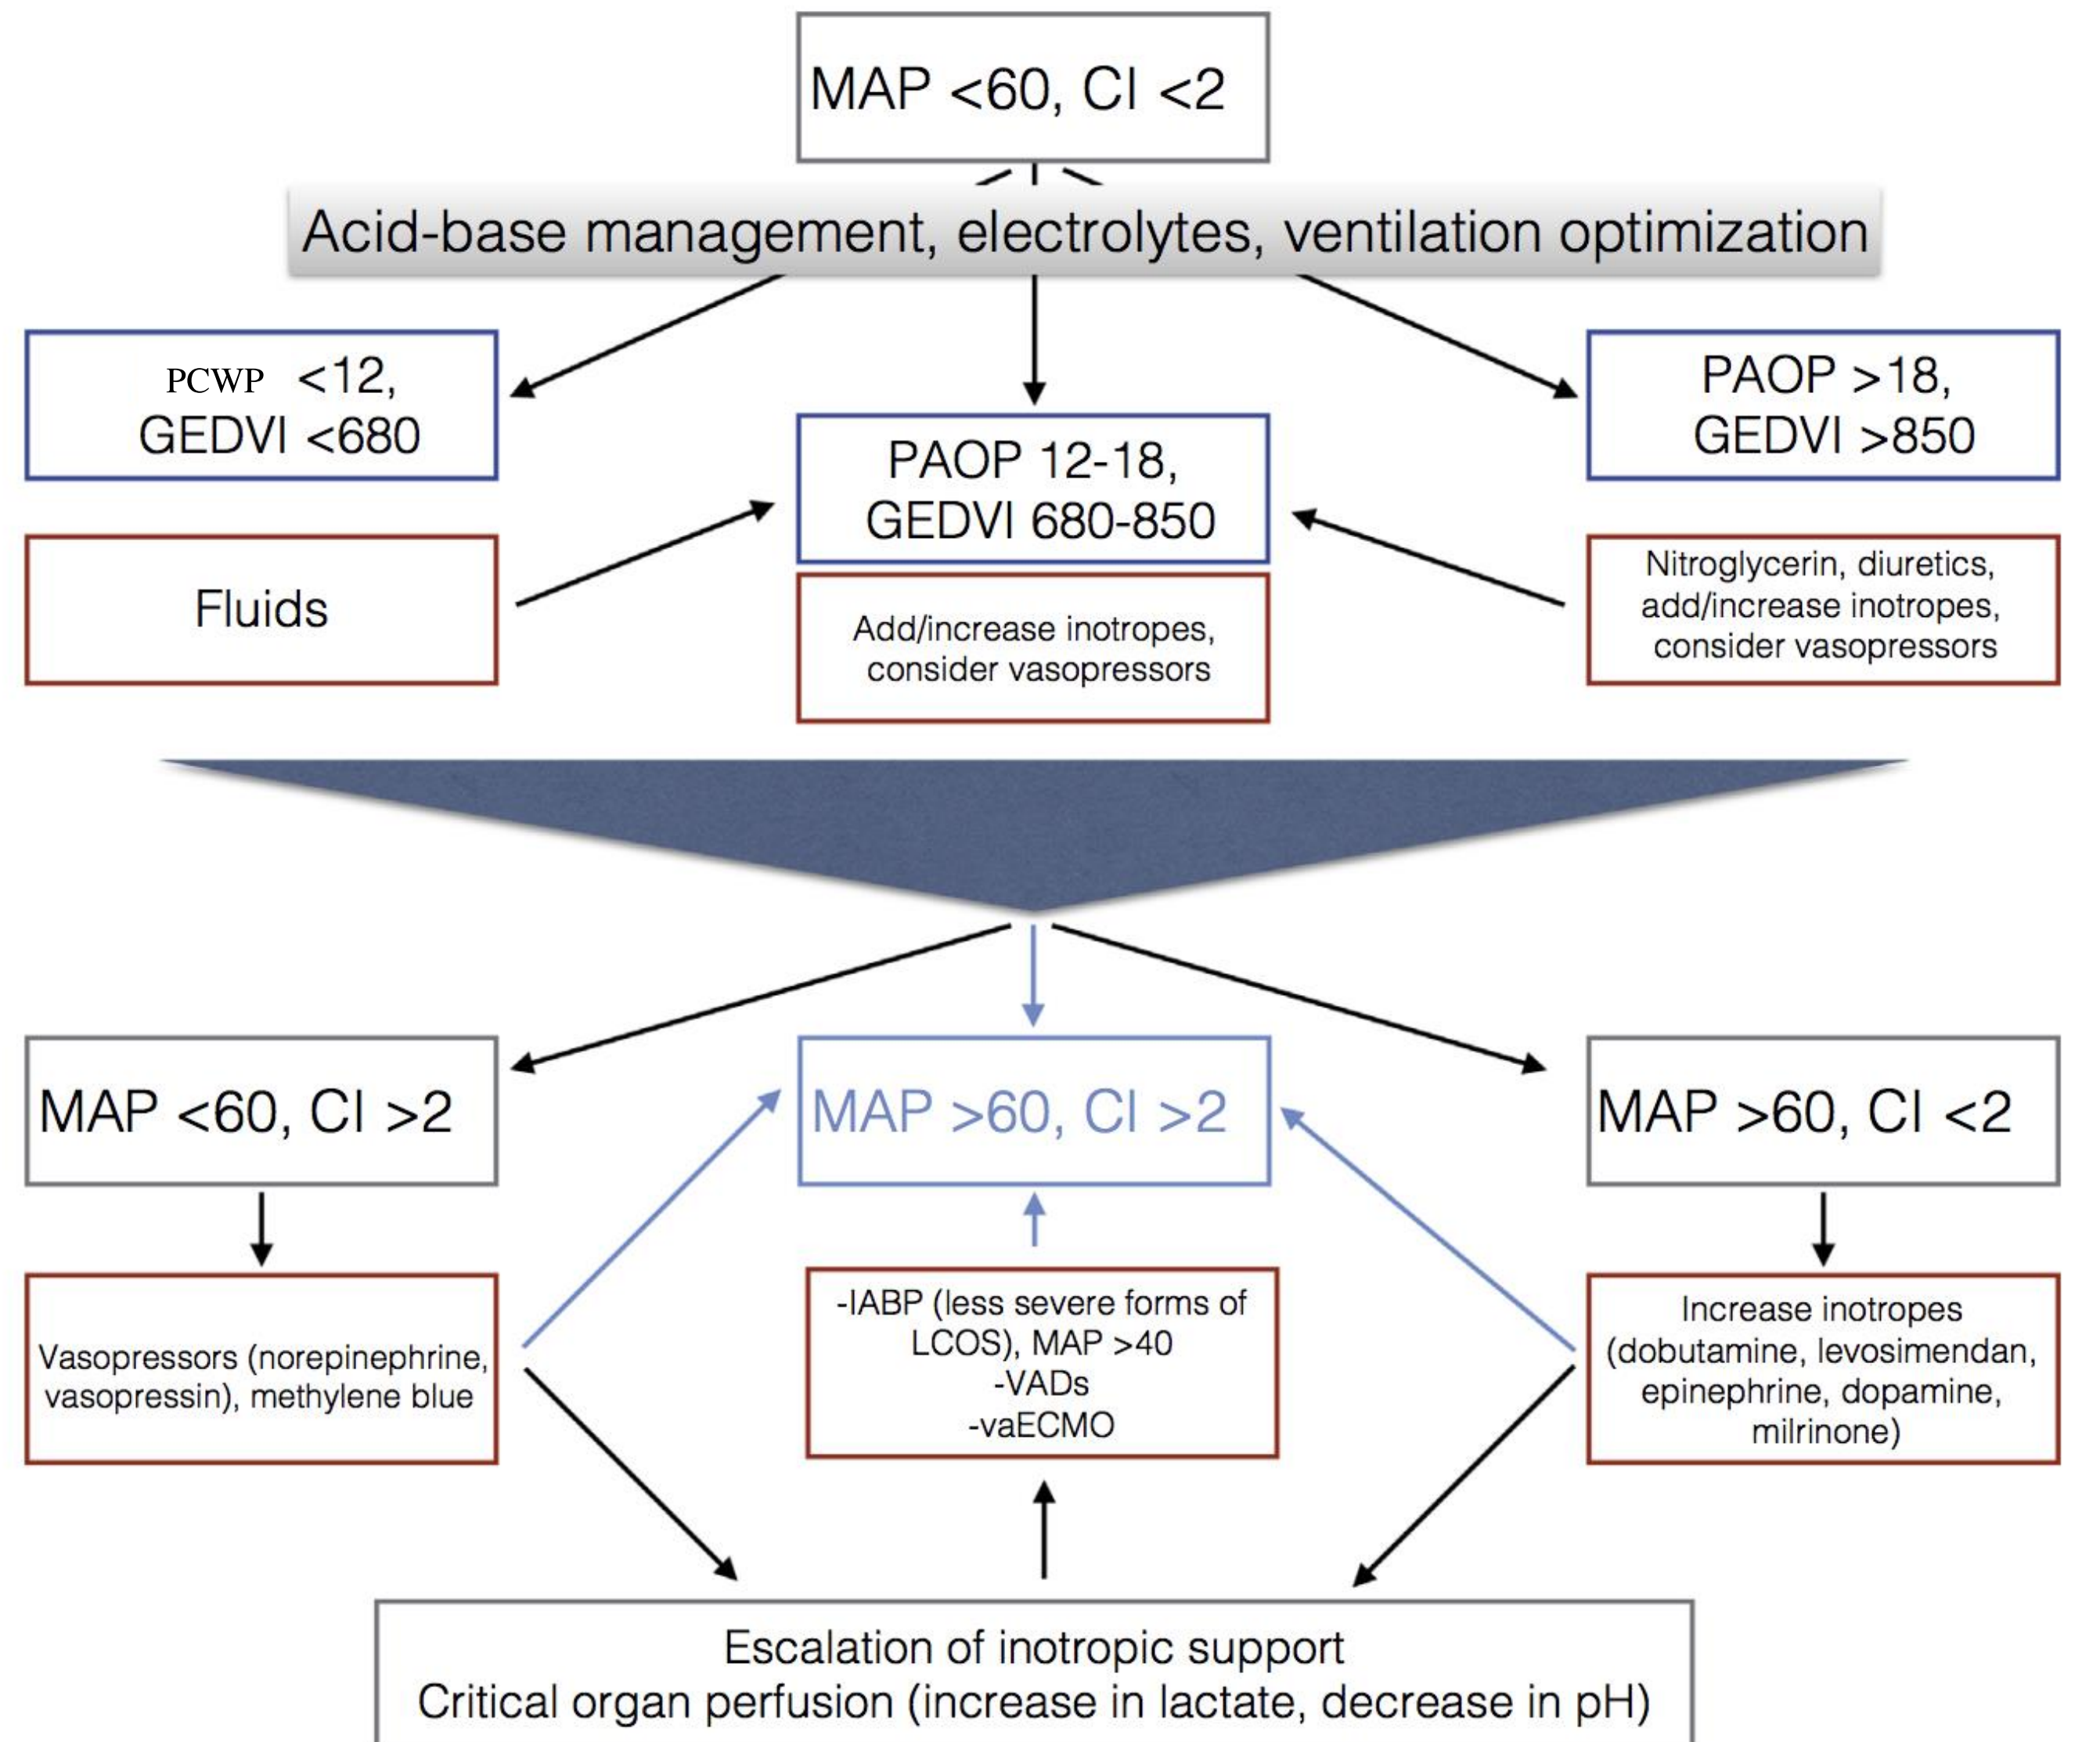 MAP <60, CI <2
Acid-base management, electrolytes, ventilation optimization
PCWP <12,
GEDVI <680
PAOP 12-18,
GEDVI 680-850
PAOP >18,
GEDVI >850
Fluids
Add/increase inotropes,
consider vasopressors
Nitroglycerin, diuretics,
add/increase inotropes,
consider vasopressors
MAP <60, CI >2
MAP >60, CI >2
MAP >60, CI <2
Vasopressors (norepinephrine,
vasopressin), methylene blue
-IABP (less severe forms of
LCOS), MAP >40
-VADs
-vaECMO
Increase inotropes
(dobutamine, levosimendan,
epinephrine, dopamine,
milrinone)
Escalation of inotropic support
Critical organ perfusion (increase in lactate, decrease in pH)